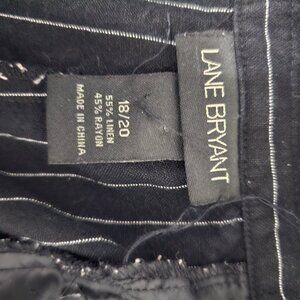 LANE BRYANT
18/20
55% LINEN
45% RAYON
MADE IN CHINA